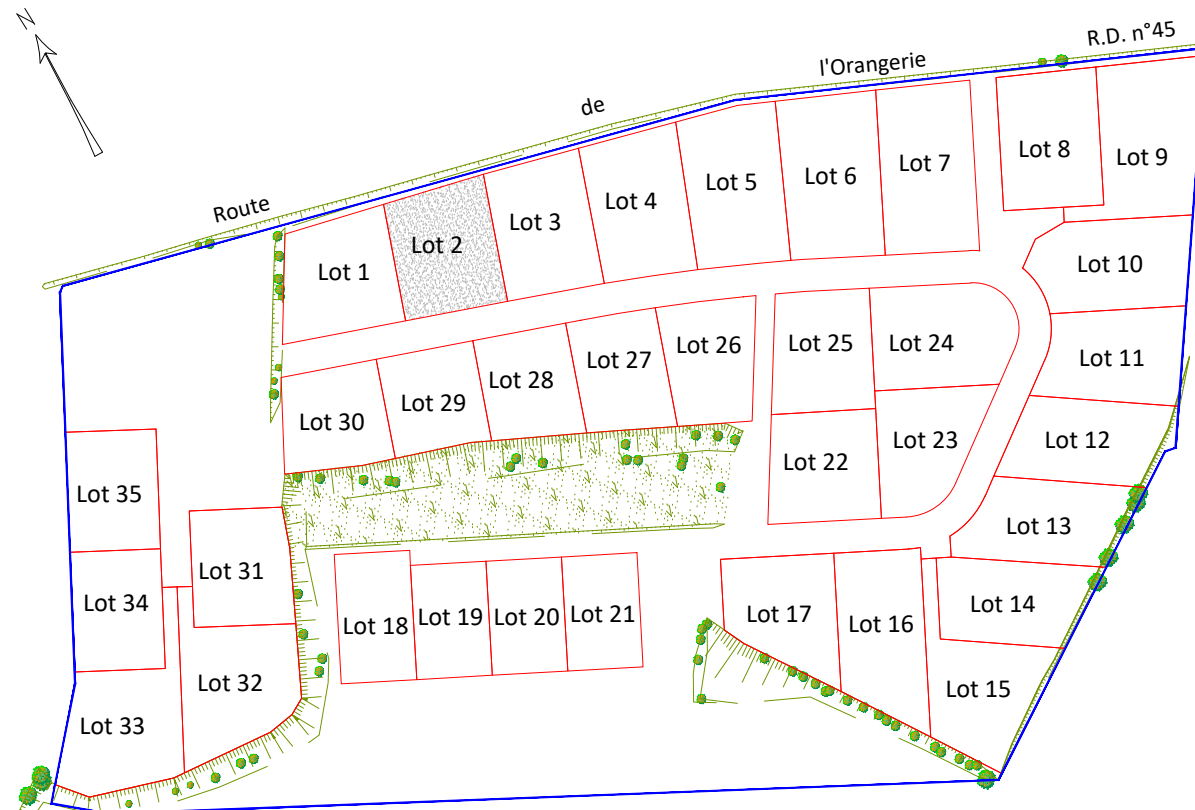 N
R.D. n°45
l'Orangerie
de
Route
Lot 8
Lot 9
Lot 7
Lot 6
Lot 5
Lot 4
Lot 3
Lot 2
Lot 1
Lot 10
Lot 11
Lot 12
Lot 13
Lot 14
Lot 15
Lot 16
Lot 17
Lot 26
Lot 25
Lot 24
Lot 27
Lot 28
Lot 29
Lot 30
Lot 23
Lot 22
Lot 35
Lot 31
Lot 34
Lot 18
Lot 19
Lot 20
Lot 21
Lot 32
Lot 33